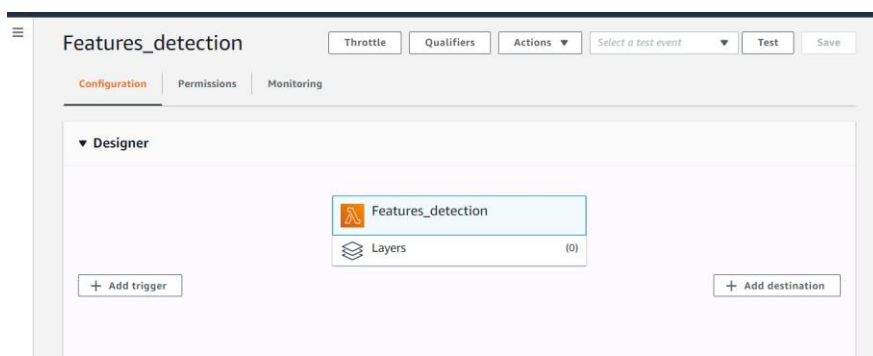 Features_detection
Throttle
Qualifiers
Actions
Select a test event
Test
Save
Configuration
Permissions
Monitoring
Designer
Features_detection
Layers (0)
+ Add trigger
+ Add destination